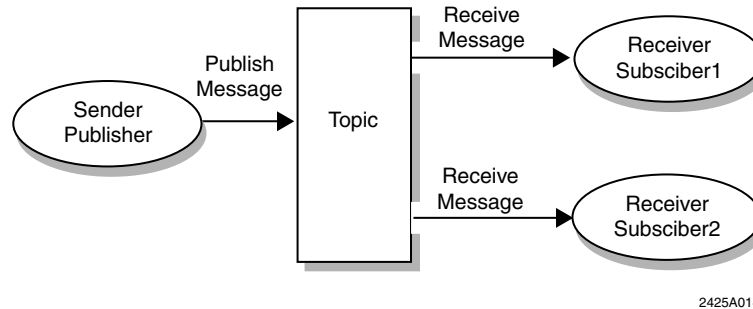 Sender
Publisher
Publish
Message
Topic
Receive
Message
Receiver
Subsciber1
Receive
Message
Receiver
Subsciber2
2425A01